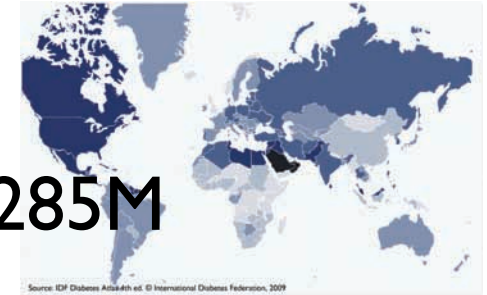 285M
Source: IDF Diabetes Atlas 4th ed. © International Diabetes Federation, 2009